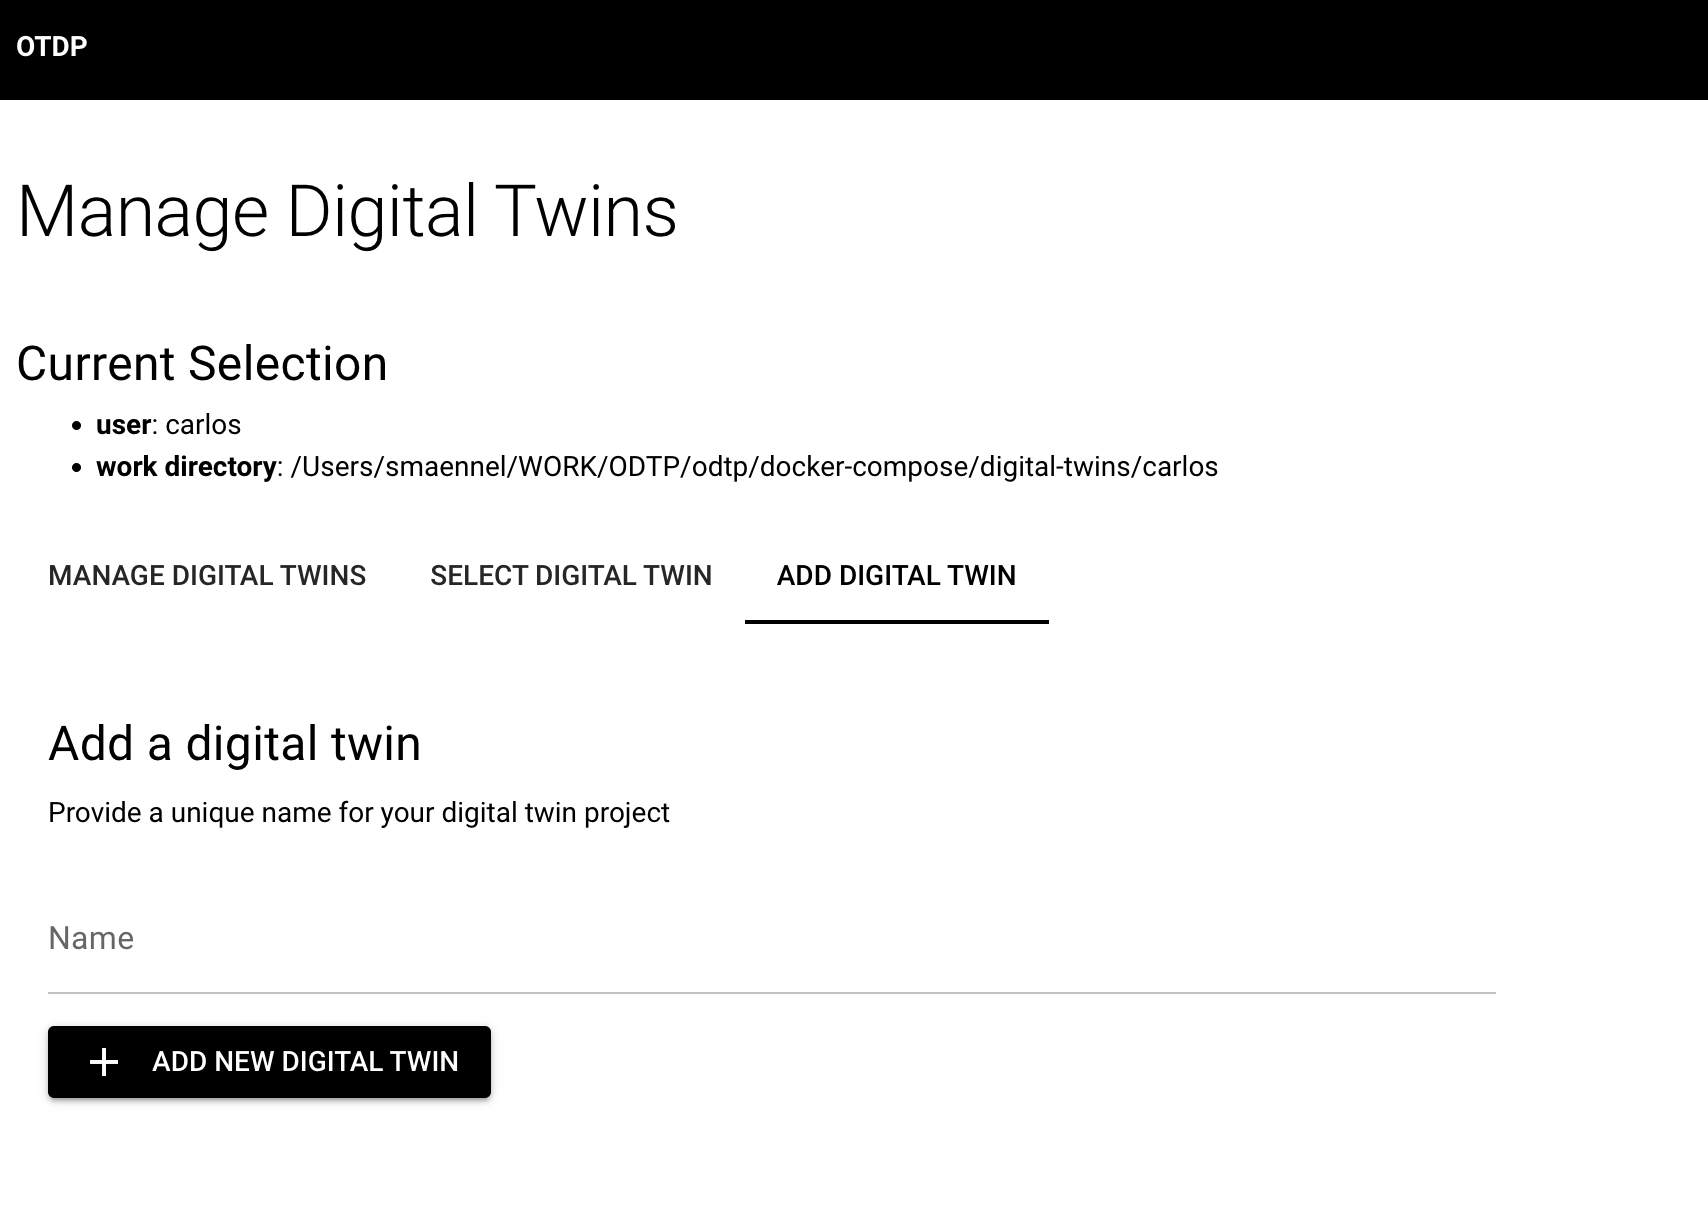 OTDP
Manage Digital Twins
Current Selection
user: carlos
work directory: /Users/smaennel/WORK/ODTP/odtp/docker-compose/digital-twins/carlos
MANAGE DIGITAL TWINS SELECT DIGITAL TWIN ADD DIGITAL TWIN
Add a digital twin
Provide a unique name for your digital twin project
Name
ADD NEW DIGITAL TWIN